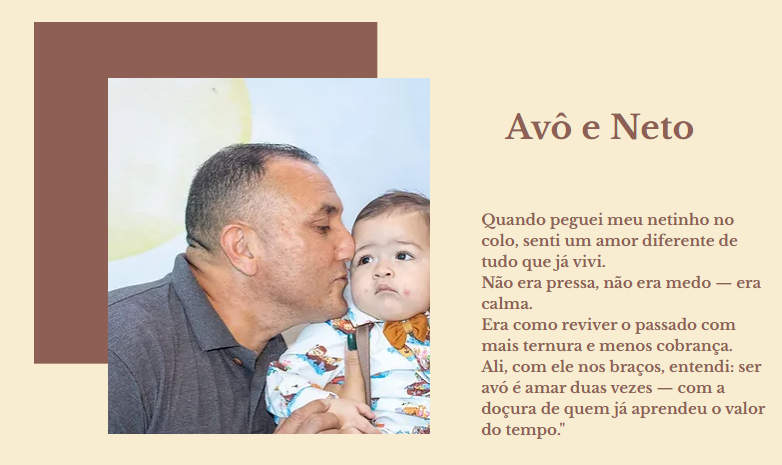 Avô e Neto
Quando peguei meu netinho no
colo, senti um amor diferente de
tudo que já vivi.
Não era pressa, não era medo — era
calma.
Era como reviver o passado com
mais ternura e menos cobrança.
Ali, com ele nos braços, entendi: ser
avó é amar duas vezes — com a
doçura de quem já aprendeu o valor
do tempo."